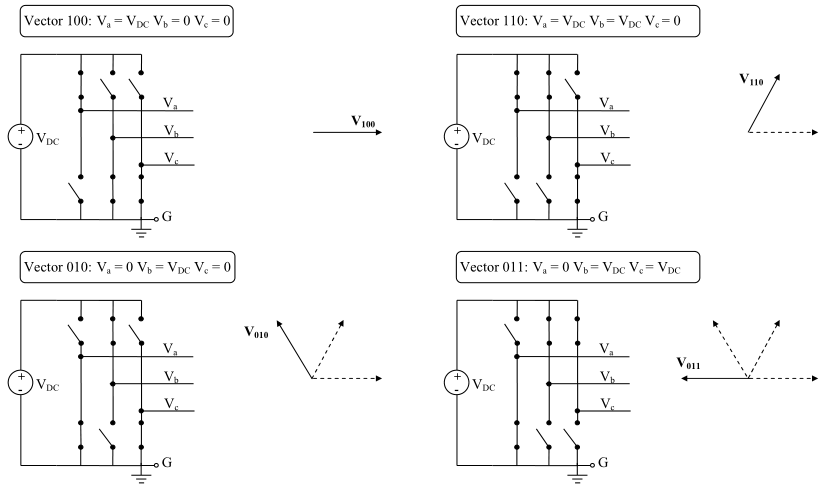 Vector 100: Va = VDC Vb = 0 Vc = 0
Va
Vb
Vc
VDC
+
-
G
V100
Vector 110: Va = VDC Vb = VDC Vc = 0
Va
Vb
Vc
VDC
+
-
G
V110
Vector 010: Va = 0 Vb = VDC Vc = 0
Va
Vb
Vc
VDC
+
-
G
V010
Vector 011: Va = 0 Vb = VDC Vc = VDC
Va
Vb
Vc
VDC
+
-
G
V011